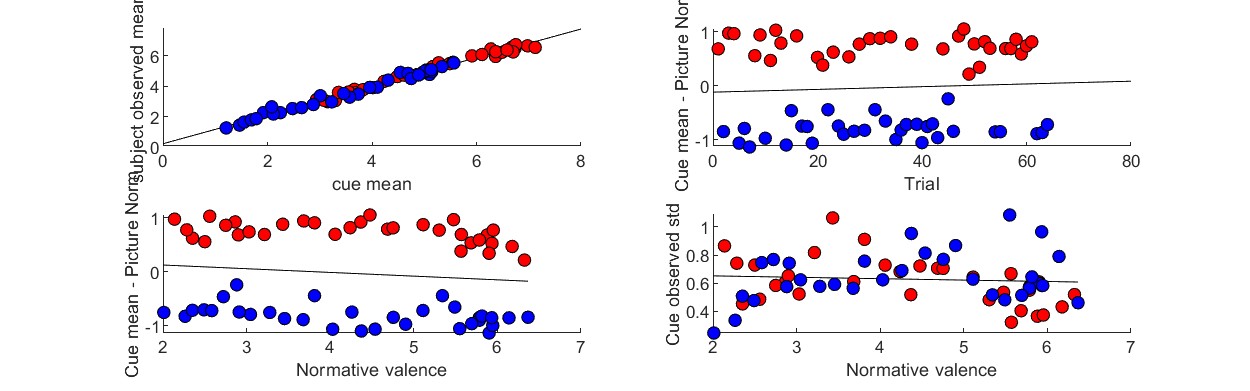 subject observed mean
6
4
2
0
0 2 4 6 8
cue mean
Cue mean - Picture Nor
1
0
-1
0 20 40 60 80
Trial
Cue mean - Picture Norm
1
0
-1
2 3 4 5 6 7
Normative valence
Cue observed std
1
0.8
0.6
0.4
2 3 4 5 6 7
Normative valence